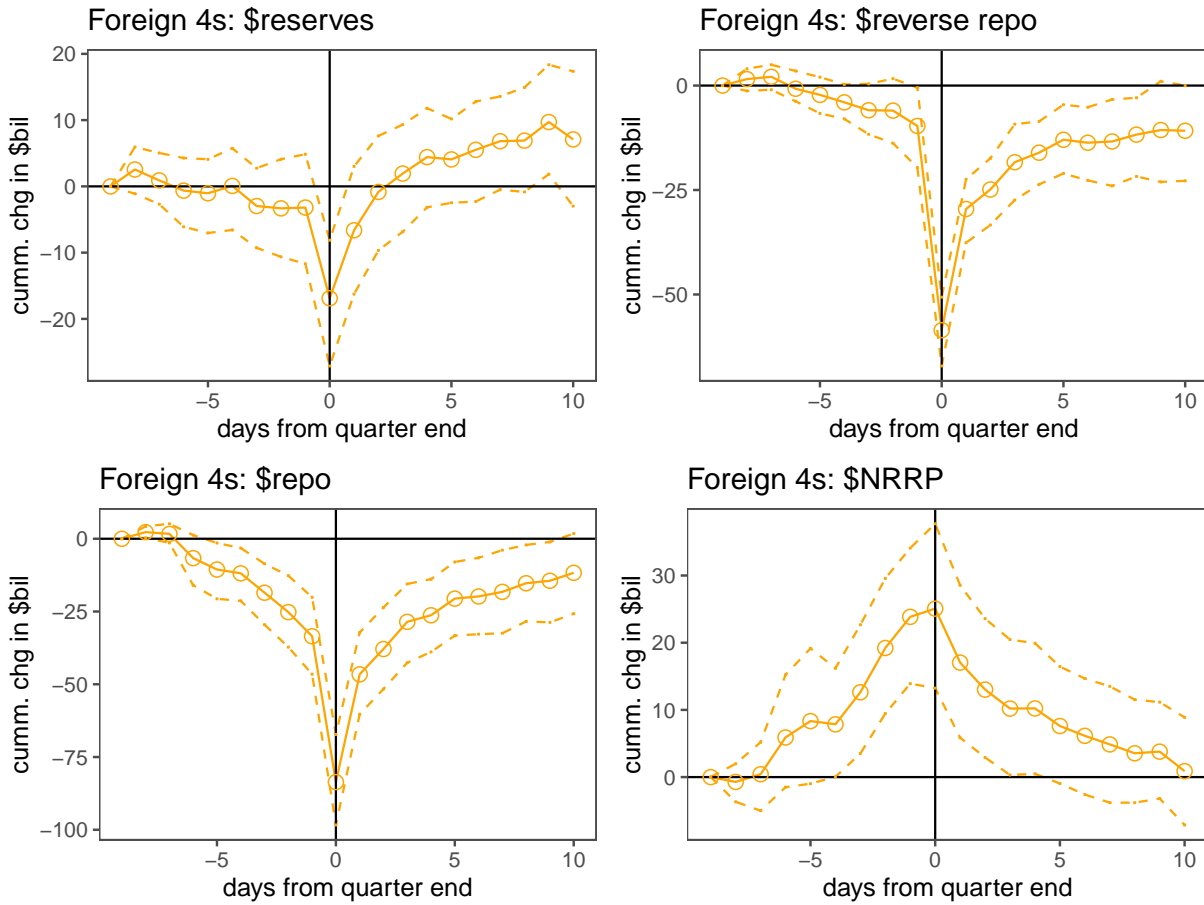 Foreign 4s: $reserves
cumm. chg in $bil
20
10
0
−10
−20
−5
0
5
10
days from quarter end
Foreign 4s: $reverse repo
cumm. chg in $bil
0
−25
−50
−5
0
5
10
days from quarter end
Foreign 4s: $repo
cumm. chg in $bil
0
−25
−50
−75
−100
−5
0
5
10
days from quarter end
Foreign 4s: $NRRP
cumm. chg in $bil
30
20
10
0
−5
0
5
10
days from quarter end